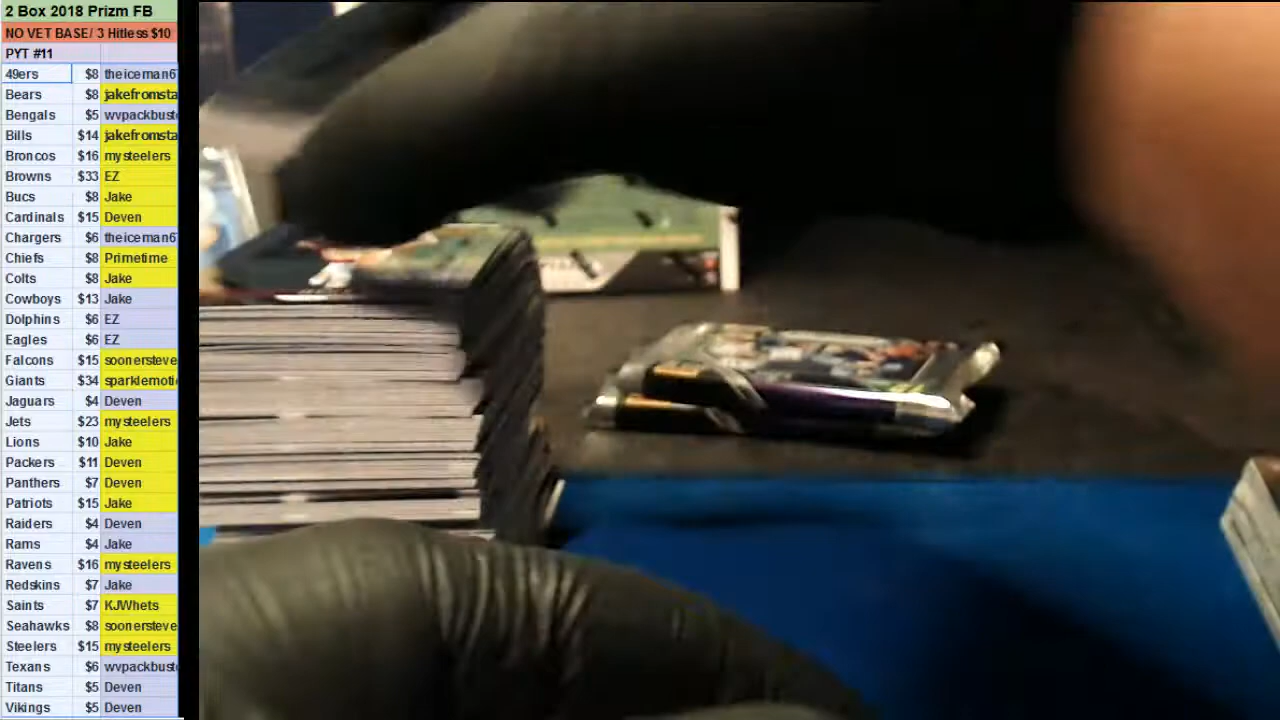 2 Box 2018 Prizm FB
NO VET BASE/ 3 Hitless $10
PYT #11
49ers $8 theiceman6
Bears $8 jakefromsta
Bengals $5 wvpackbust
Bills $14 jakefromsta
Broncos $16 mysteelers
Browns $33 EZ
Bucs $8 Jake
Cardinals $15 Deven
Chargers $6 theiceman6
Chiefs $8 Primetime
Colts $8 Jake
Cowboys $13 Jake
Dolphins $6 EZ
Eagles $6 EZ
Falcons $15 soonersteve
Giants $34 sparklemoti
Jaguars $4 Deven
Jets $23 mysteelers
Lions $10 Jake
Packers $11 Deven
Panthers $7 Deven
Patriots $15 Jake
Raiders $4 Deven
Rams $4 Jake
Ravens $16 mysteelers
Redskins $7 Jake
Saints $7 KJWhets
Seahawks $8 soonersteve
Steelers $15 mysteelers
Texans $6 wvpackbust
Titans $5 Deven
Vikings $5 Deven